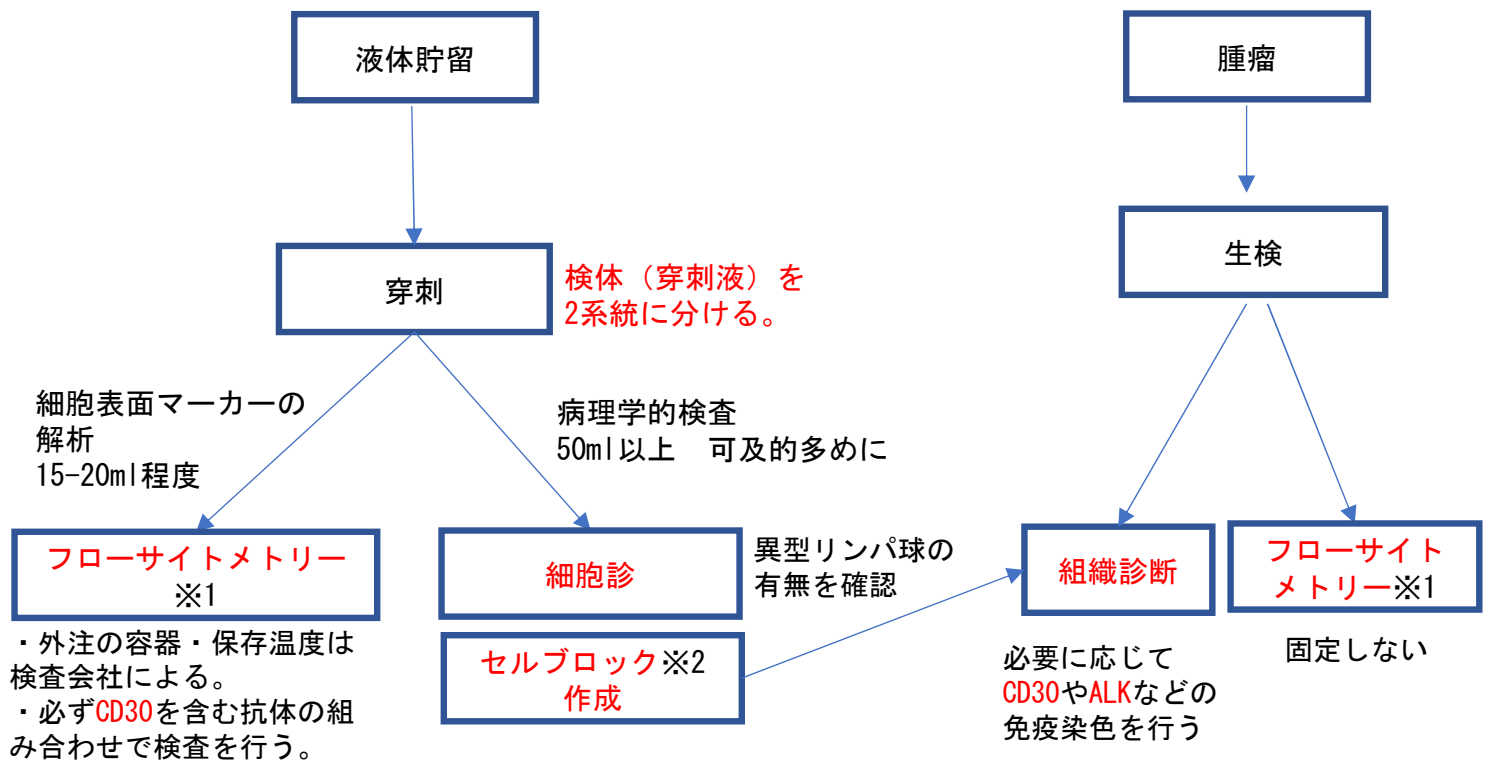 液体貯留
腫瘤
穿刺
検体（穿刺液）を
2系統に分ける。
生検
細胞表面マーカーの
解析
15-20ml程度
病理学的検査
50ml以上　可及的多めに
フローサイトメトリー
※1
・外注の容器・保存温度は
検査会社による。
・必ずCD30を含む抗体の組
み合わせで検査を行う。
細胞診
異型リンパ球の
有無を確認
セルブロック※2
作成
組織診断
必要に応じて
CD30やALKなどの
免疫染色を行う
フローサイト
メトリー※1
固定しない